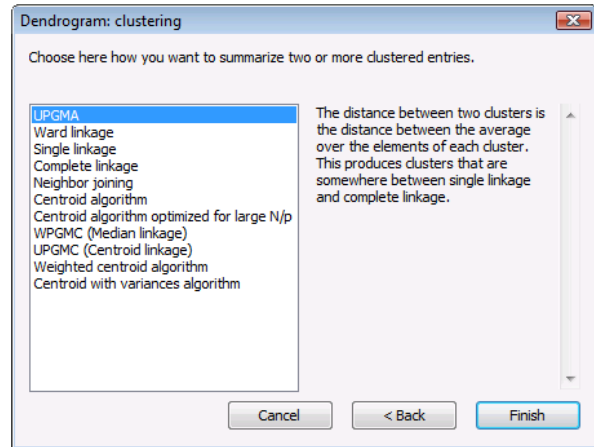 Dendrogram: clustering
Choose here how you want to summarize two or more clustered entries.
UPGMA
Ward linkage
Single linkage
Complete linkage
Neighbor joining
Centroid algorithm
Centroid algorithm optimized for large N/p
WPGMC (Median linkage)
UPGMC (Centroid linkage)
Weighted centroid algorithm
Centroid with variances algorithm
The distance between two clusters is
the distance between the average
over the elements of each cluster.
This produces clusters that are
somewhere between single linkage
and complete linkage.
Cancel
< Back
Finish